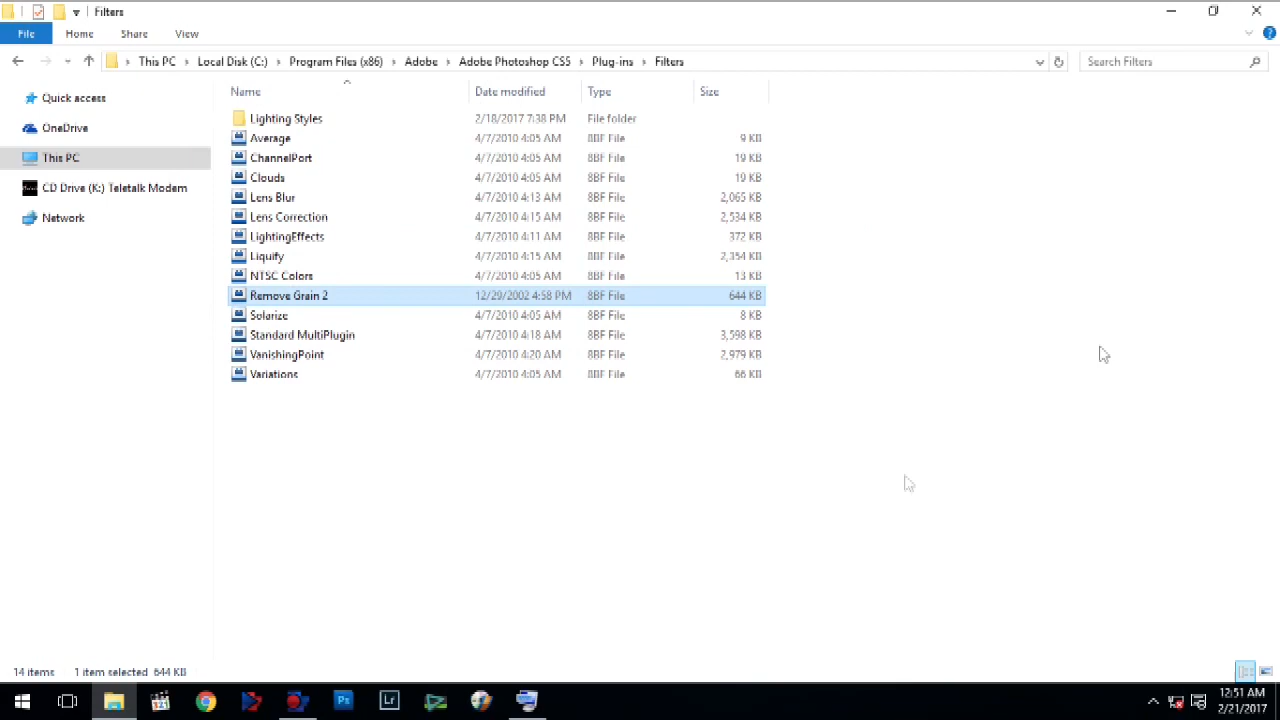 Filters
File Home Share View
This PC Local Disk (C:) Program Files (x86) Adobe Adobe Photoshop CS5 Plug-ins Filters Search Filters
Name Date modified Type Size
Quick access
OneDrive
This PC
CD Drive (K:) Teletalk Modem
Network
Lighting Styles 2/18/2017 7:38 PM File folder
Average 4/7/2010 4:05 AM 8BF File 9 KB
ChannelPort 4/7/2010 4:05 AM 8BF File 19 KB
Clouds 4/7/2010 4:05 AM 8BF File 19 KB
Lens Blur 4/7/2010 4:13 AM 8BF File 2,065 KB
Lens Correction 4/7/2010 4:15 AM 8BF File 2,534 KB
LightingEffects 4/7/2010 4:11 AM 8BF File 372 KB
Liquify 4/7/2010 4:15 AM 8BF File 2,354 KB
NTSC Colors 4/7/2010 4:05 AM 8BF File 13 KB
Remove Grain 2 12/29/2002 4:58 PM 8BF File 644 KB
Solarize 4/7/2010 4:05 AM 8BF File 8 KB
Standard MultiPlugin 4/7/2010 4:18 AM 8BF File 3,598 KB
VanishingPoint 4/7/2010 4:20 AM 8BF File 2,979 KB
Variations 4/7/2010 4:05 AM 8BF File 66 KB
14 items 1 item selected 644 KB
Ps Lr
12:51 AM
2/21/2017